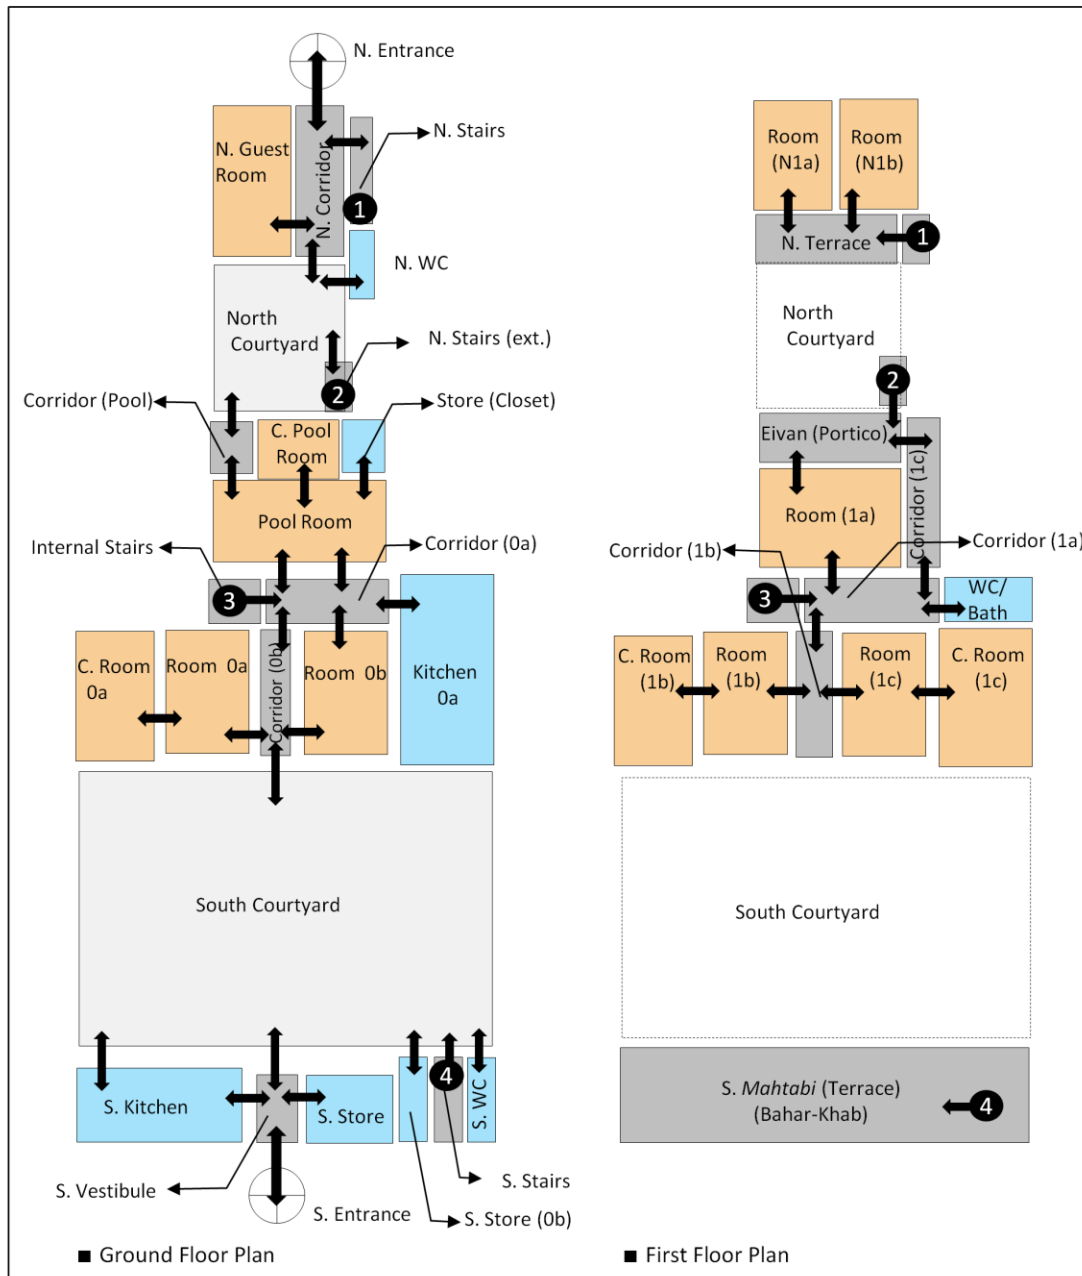 N. Entrance
N. Stairs
N. Guest
Room
N. Corridor
1
N. WC
North
Courtyard
N. Stairs (ext.)
2
Corridor (Pool)
Store (Closet)
C. Pool
Room
Pool Room
Internal Stairs
Corridor (0a)
3
C. Room
0a
Room 0a
Corridor (0b)
Room 0b
Kitchen
0a
South Courtyard
S. Kitchen
S. Store
4
S. WC
S. Vestibule
S. Entrance
S. Stairs
S. Store (0b)
■ Ground Floor Plan
Room
(N1a)
Room
(N1b)
N. Terrace
1
North
Courtyard
2
Eivan (Portico)
Corridor (1c)
Room (1a)
Corridor (1b)
Corridor (1a)
3
WC/
Bath
C. Room
(1b)
Room
(1b)
Room
(1c)
C. Room
(1c)
South Courtyard
S. Mahtabi (Terrace)
(Bahar-Khab)
4
■ First Floor Plan